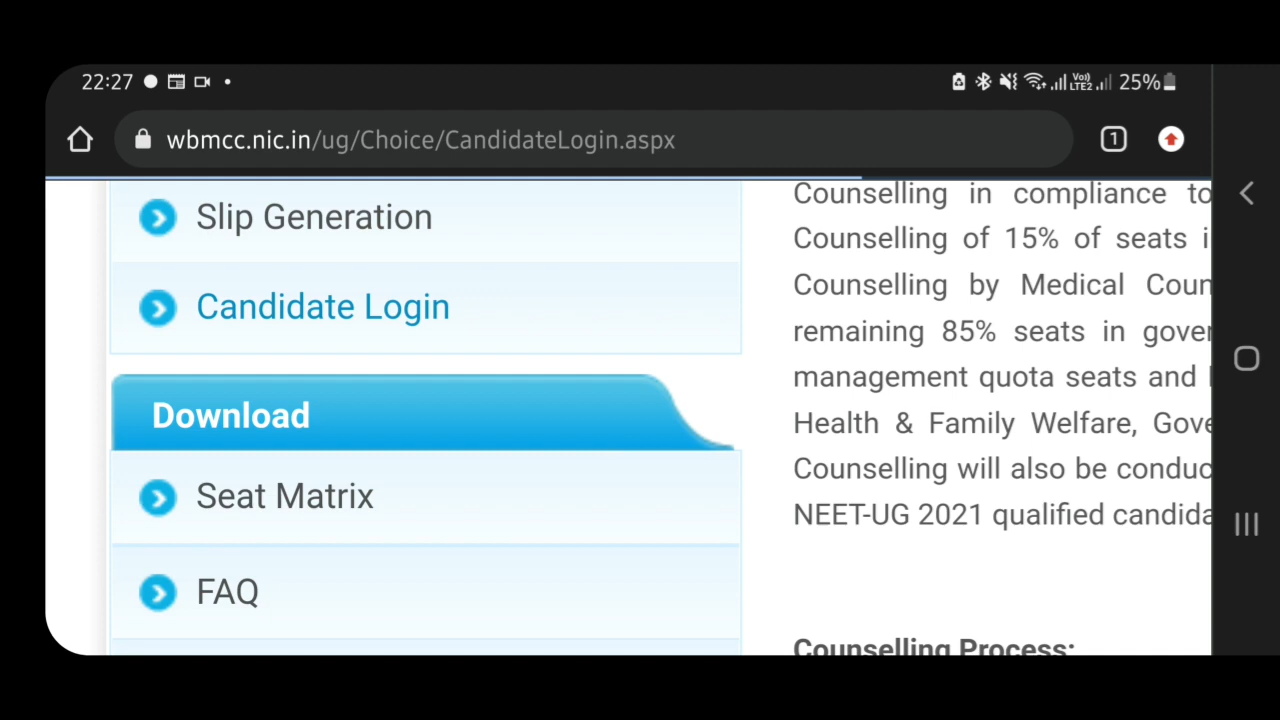 22:27
Vo))
LTE2
25%
wbmcc.nic.in/ug/Choice/CandidateLogin.aspx
1
Slip Generation
Candidate Login
Download
Seat Matrix
FAQ
Counselling in compliance to
Counselling of 15% of seats i
Counselling by Medical Coun
remaining 85% seats in gover
management quota seats and
Health & Family Welfare, Gove
Counselling will also be conduc
NEET-UG 2021 qualified candida
Counselling Process: